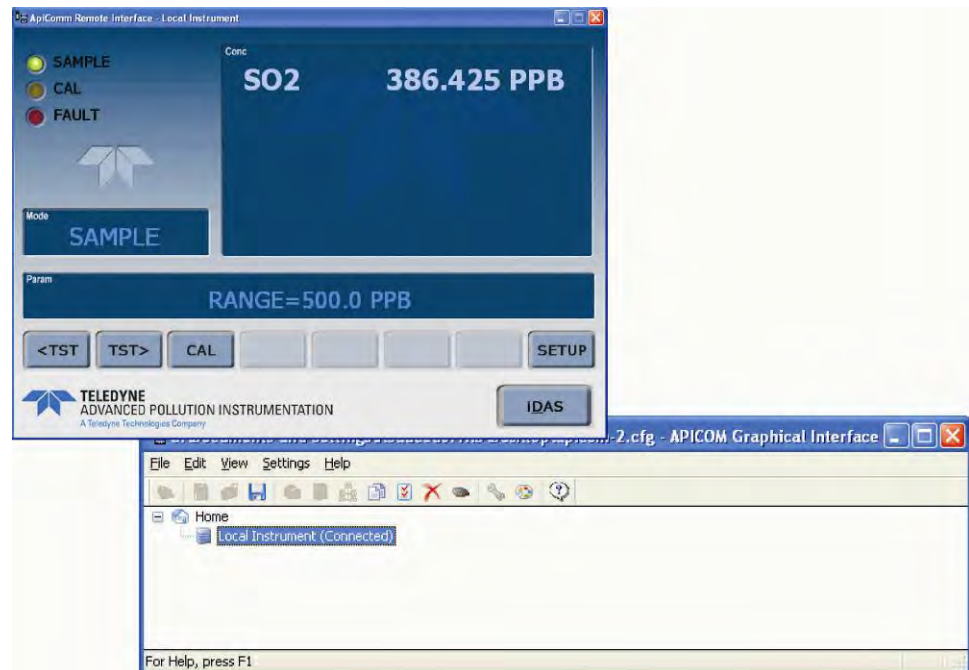 ApiComm Remote Interface - Local Instrument
SAMPLE
CAL
FAULT
Conc
SO2 386.425 PPB
Mode
SAMPLE
Param
RANGE=500.0 PPB
<TST TST> CAL SETUP
TELEDYNE
ADVANCED POLLUTION INSTRUMENTATION
A Teledyne Technologies Company
IDAS
-2.cfg - APICOM Graphical Interface
File Edit View Settings Help
Home
Local Instrument (Connected)
For Help, press F1